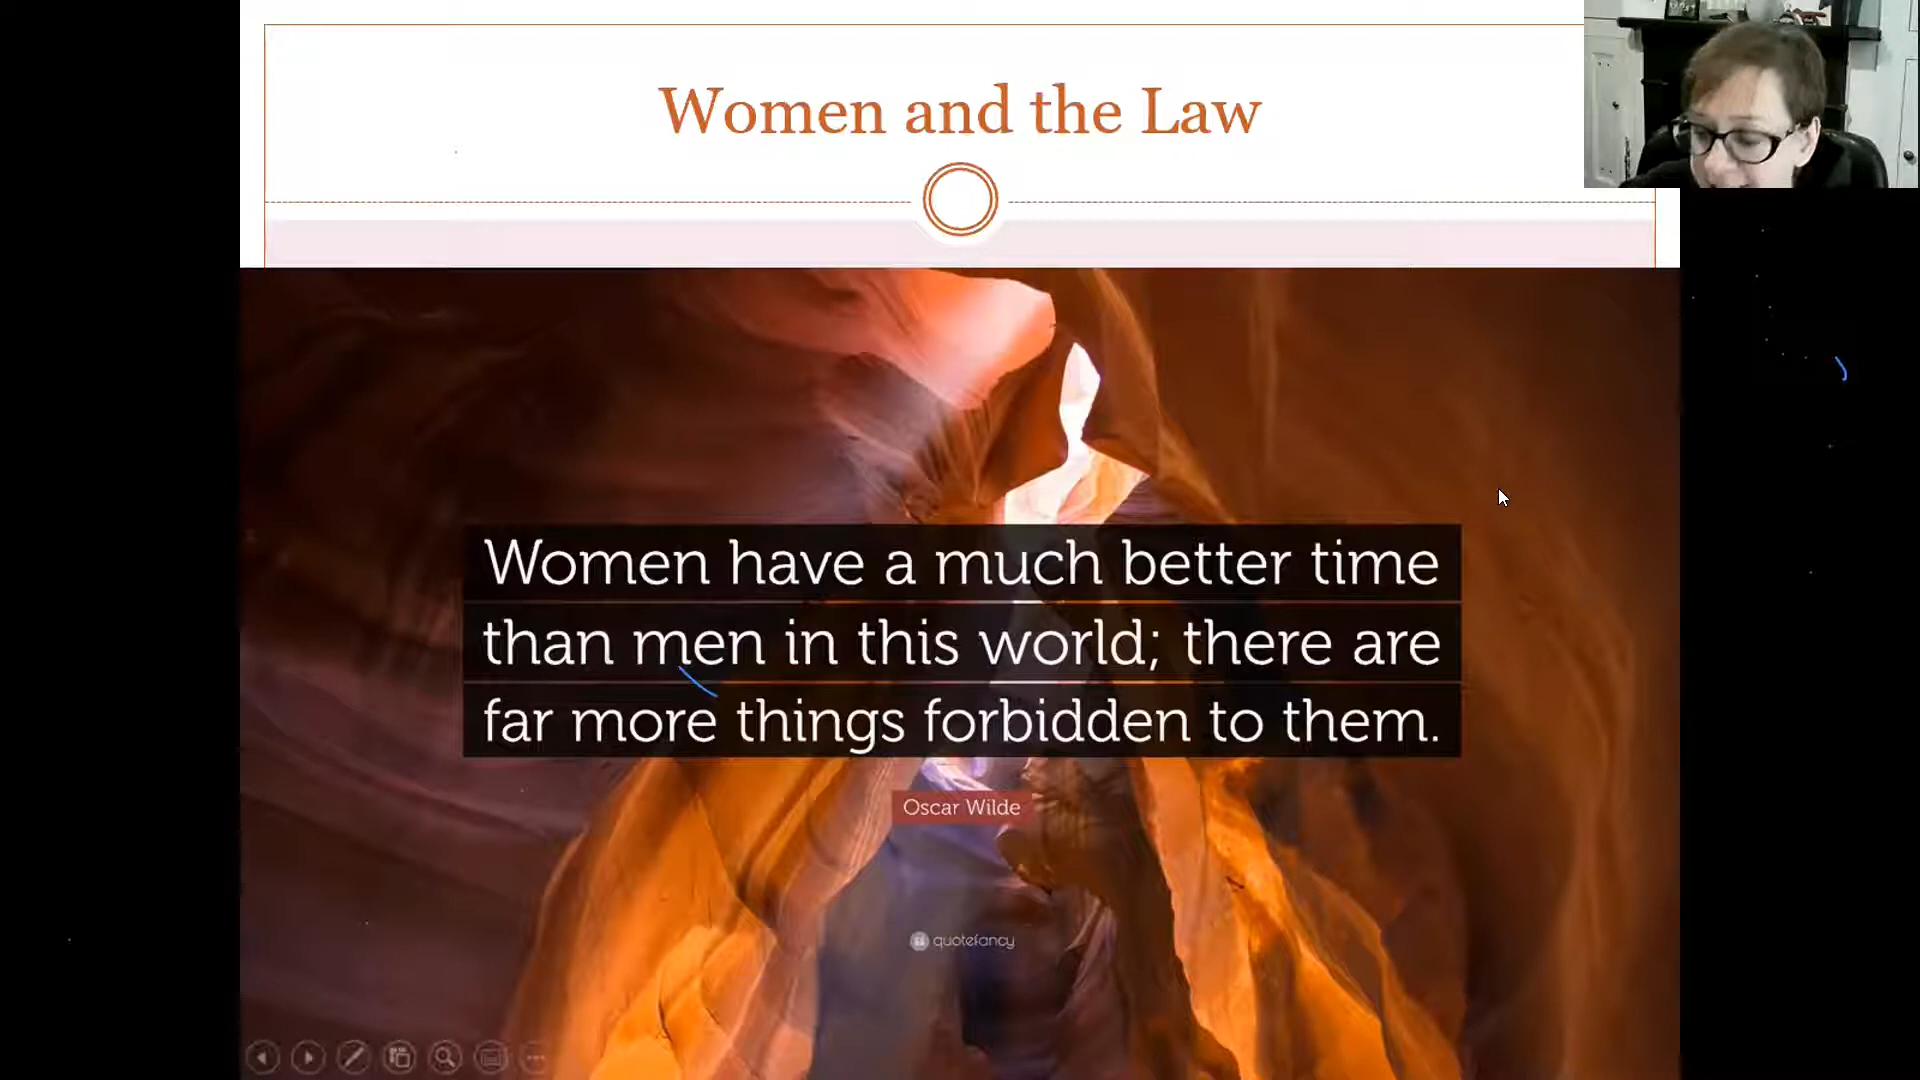 Women and the Law
Women have a much better time
than men in this world; there are
far more things forbidden to them.
Oscar Wilde
quotefancy